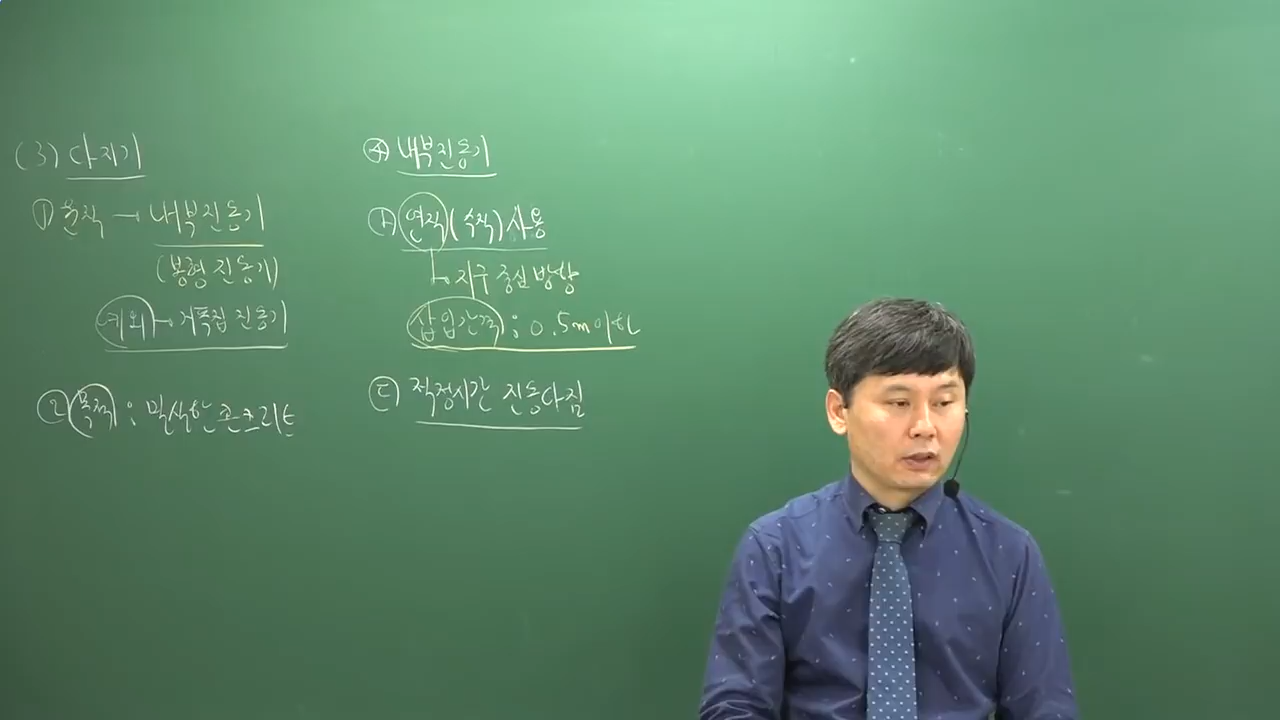 (3) 다지기
① 원칙 → 내부진동기
(봉형 진동기)
예외 → 거푸집 진동기
② 목적 : 밀실한 콘크리트
④ 내부진동기
㉠ 연직(수직)사용
↳ 지구 중심 방향
삽입간격 : 0.5m 이하
㉡ 적정시간 진동다짐